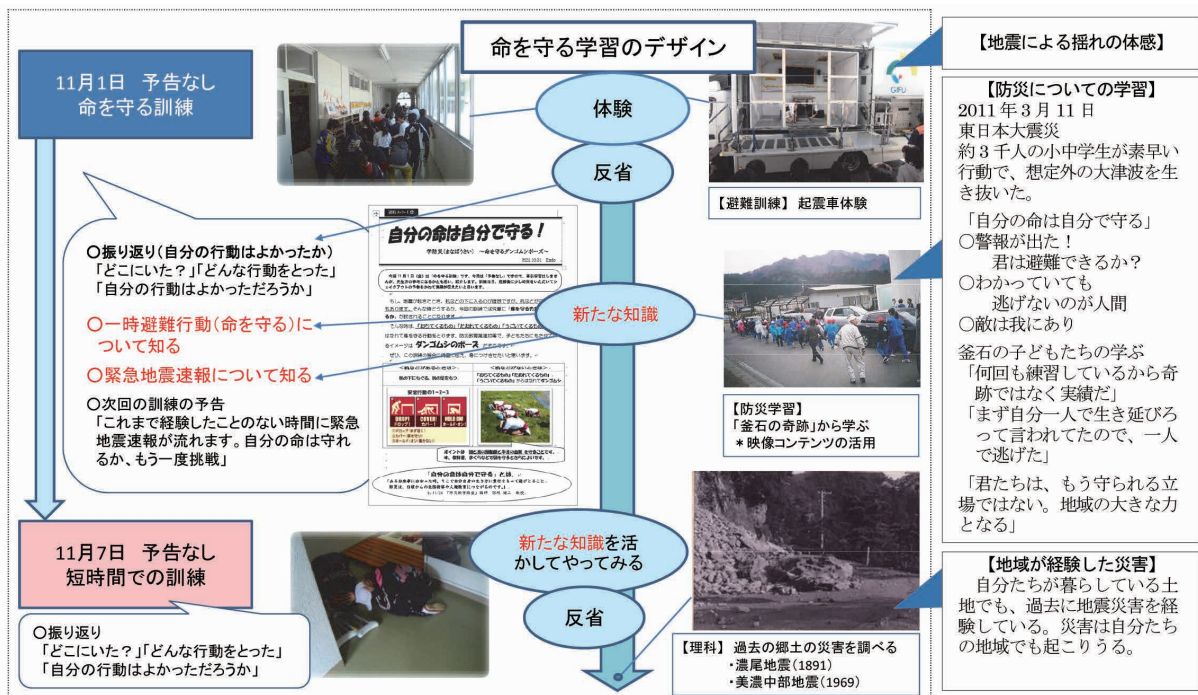 命を守る学習のデザイン
11月1日 予告なし
命を守る訓練
体験
反省
新たな知識
新たな知識を活
かしてやってみる
反省
○振り返り(自分の行動はよかったか)
「どこにいた?」「どんな行動をとった」
「自分の行動はよかっただろうか」
○一時避難行動(命を守る)に
ついて知る
○緊急地震速報について知る
○次回の訓練の予告
「これまで経験したことのない時間に緊急
地震速報が流れます。自分の命は守れ
るか、もう一度挑戦」
11月7日 予告なし
短時間での訓練
○振り返り
「どこにいた?」「どんな行動をとった」
「自分の行動はよかっただろうか」
自分の命は自分で守る!
ダンゴムシのポーズ
安全行動の1-2-3
DROP!
COVER!
HOLD ON!
「自分の命は自分で守る」とは、
GIFU
【避難訓練】 起震車体験
【防災学習】
「釜石の奇跡」から学ぶ
*映像コンテンツの活用
【理科】 過去の郷土の災害を調べる
・濃尾地震(1891)
・美濃中部地震(1969)
【地震による揺れの体感】
【防災についての学習】
2011年3月11日
東日本大震災
約3千人の小中学生が素早い
行動で、想定外の大津波を生
き抜いた。
「自分の命は自分で守る」
○警報が出た!
君は避難できるか?
○わかっていても
逃げないのが人間
○敵は我にあり
釜石の子どもたちの学ぶ
「何回も練習しているから奇
跡ではなく実績だ」
「まず自分一人で生き延びろ
って言われてたので、一人
で逃げた」
「君たちは、もう守られる立
場ではない。地域の大きな力
となる」
【地域が経験した災害】
自分たちが暮らしている土
地でも、過去に地震災害を経
験している。災害は自分たち
の地域でも起こりうる。